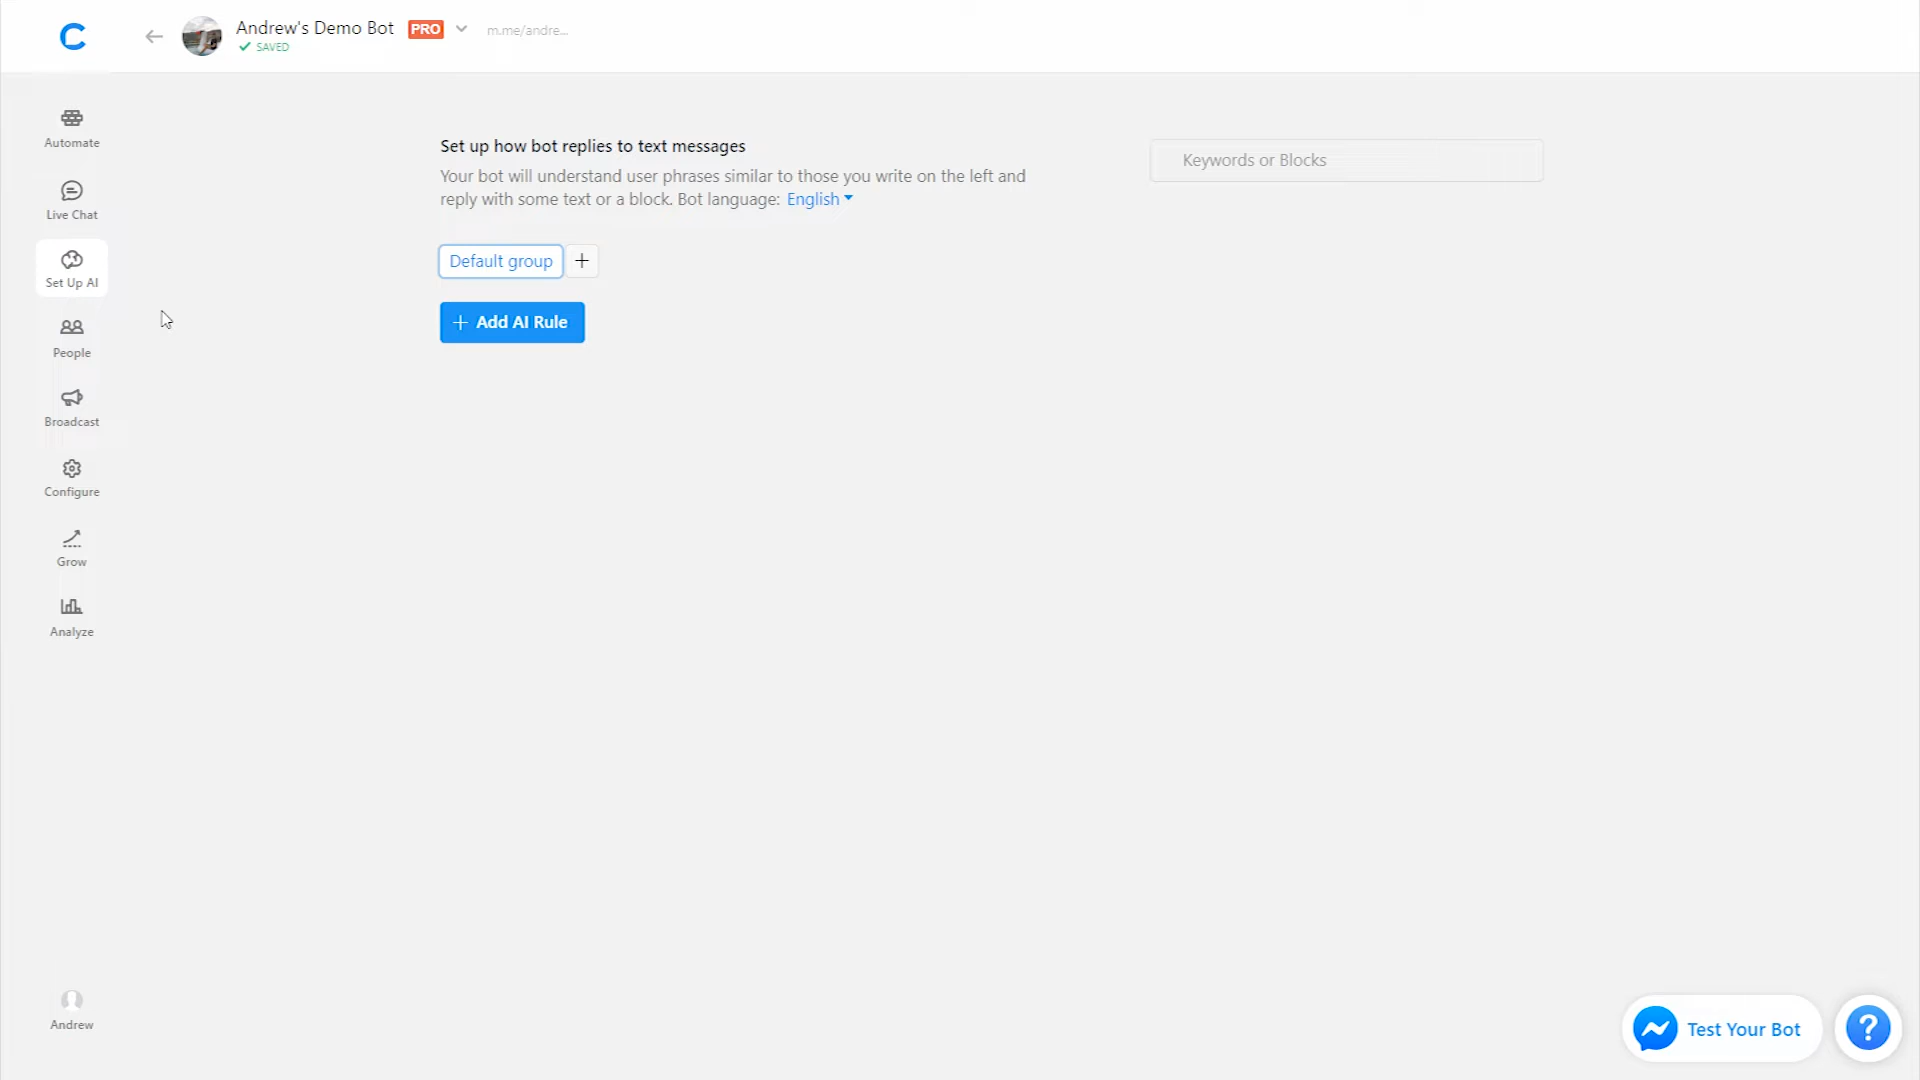 Andrew's Demo Bot PRO m.me/andre...
SAVED
Automate
Live Chat
Set Up AI
People
Broadcast
Configure
Grow
Analyze
Andrew
Set up how bot replies to text messages
Your bot will understand user phrases similar to those you write on the left and
reply with some text or a block. Bot language: English
Default group +
+ Add AI Rule
Keywords or Blocks
Test Your Bot
?